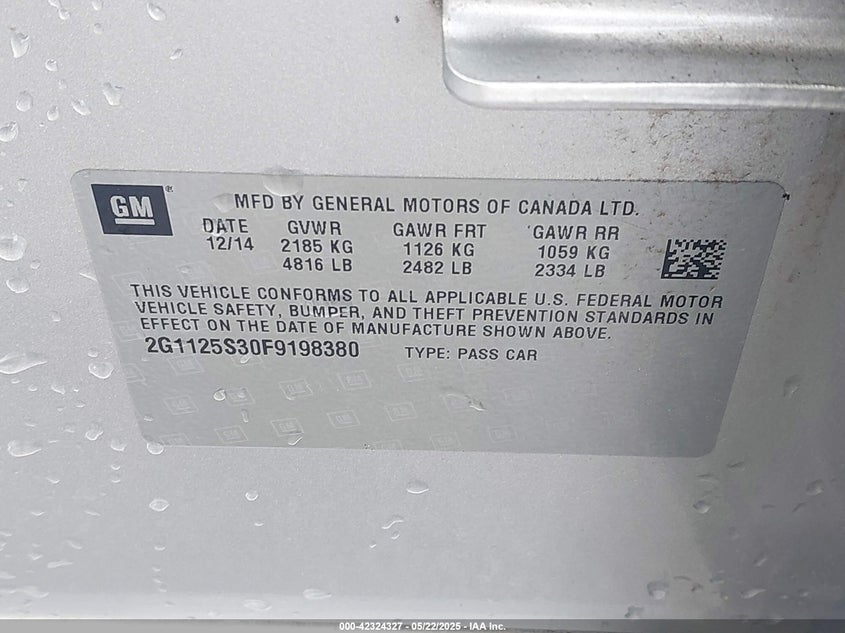 GM®
MFD BY GENERAL MOTORS OF CANADA LTD.
DATE GVWR GAWR FRT GAWR RR
12/14 2185 KG 1126 KG 1059 KG
4816 LB 2482 LB 2334 LB
THIS VEHICLE CONFORMS TO ALL APPLICABLE U.S. FEDERAL MOTOR
VEHICLE SAFETY, BUMPER, AND THEFT PREVENTION STANDARDS IN
EFFECT ON THE DATE OF MANUFACTURE SHOWN ABOVE.
2G1125S30F9198380 TYPE: PASS CAR
000-42324327 - 05/22/2025 - IAA Inc.